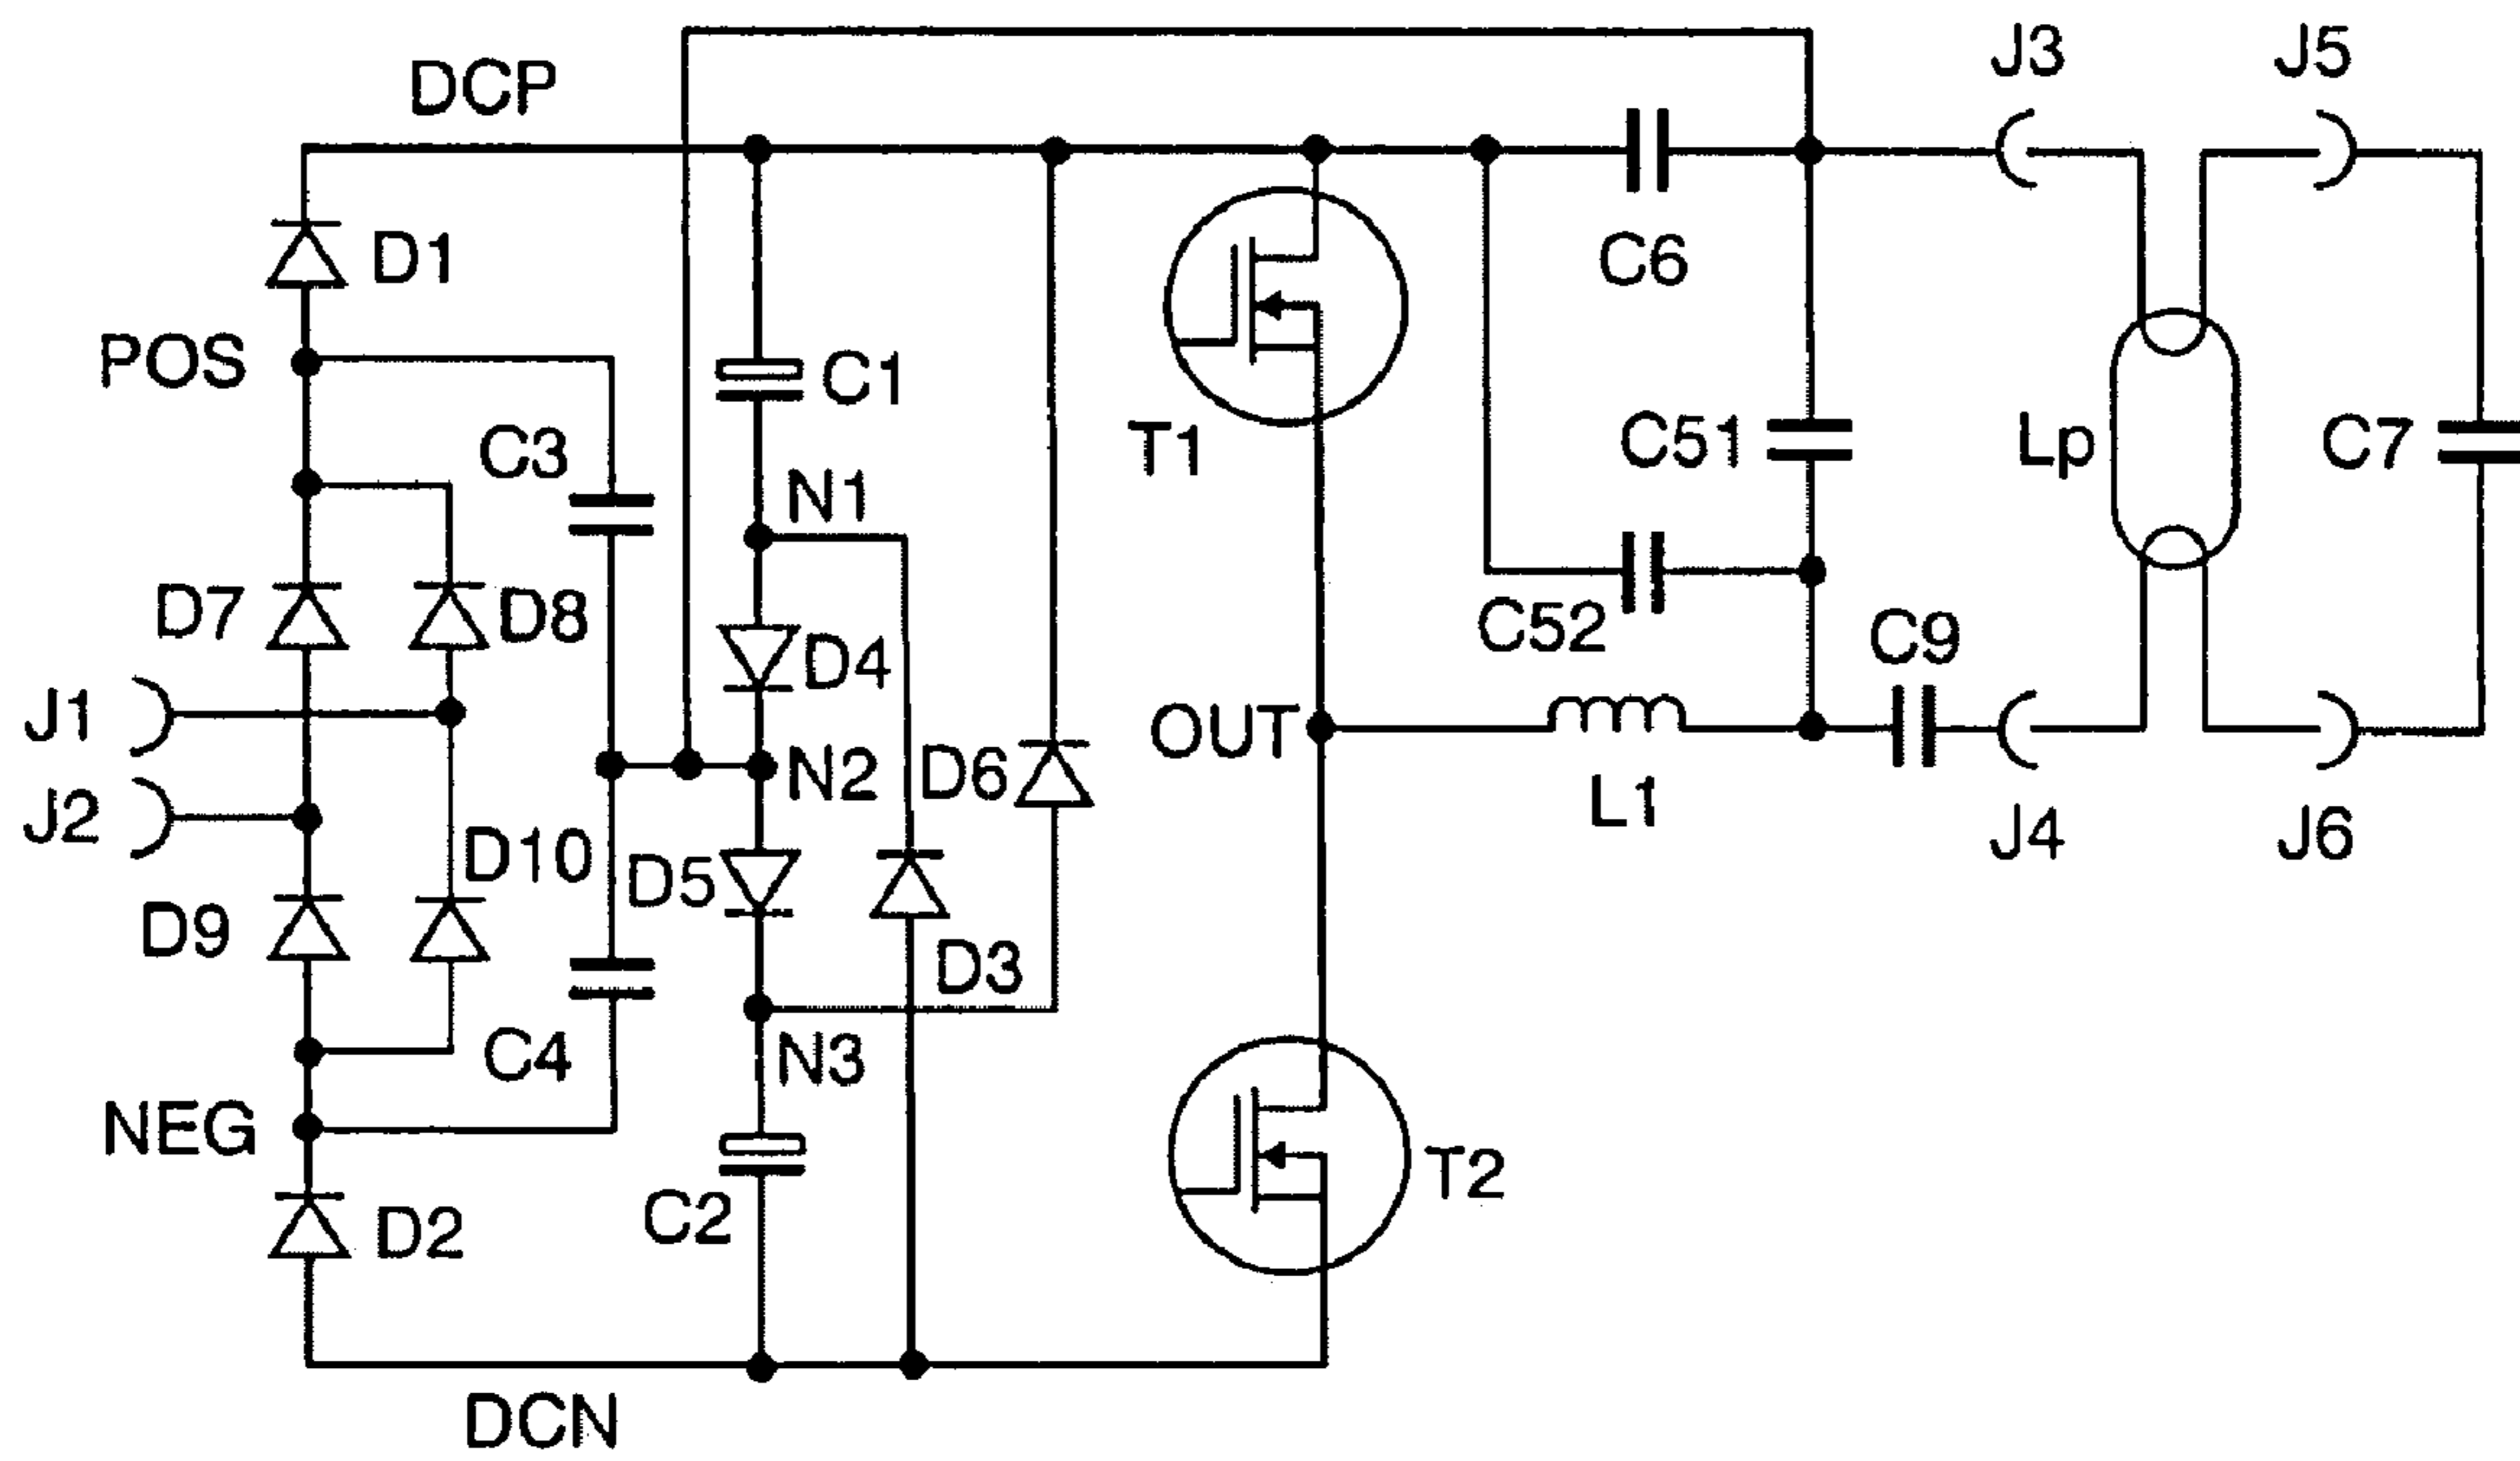 DCP
J3
J5
D1
C6
POS
C1
C3
T1
C51
Lp
C7
N1
D7
D8
D4
C52
C9
J1
OUT
N2
D6
J2
L1
J4
J6
D10
D5
D9
D3
C4
N3
NEG
T2
C2
D2
DCN